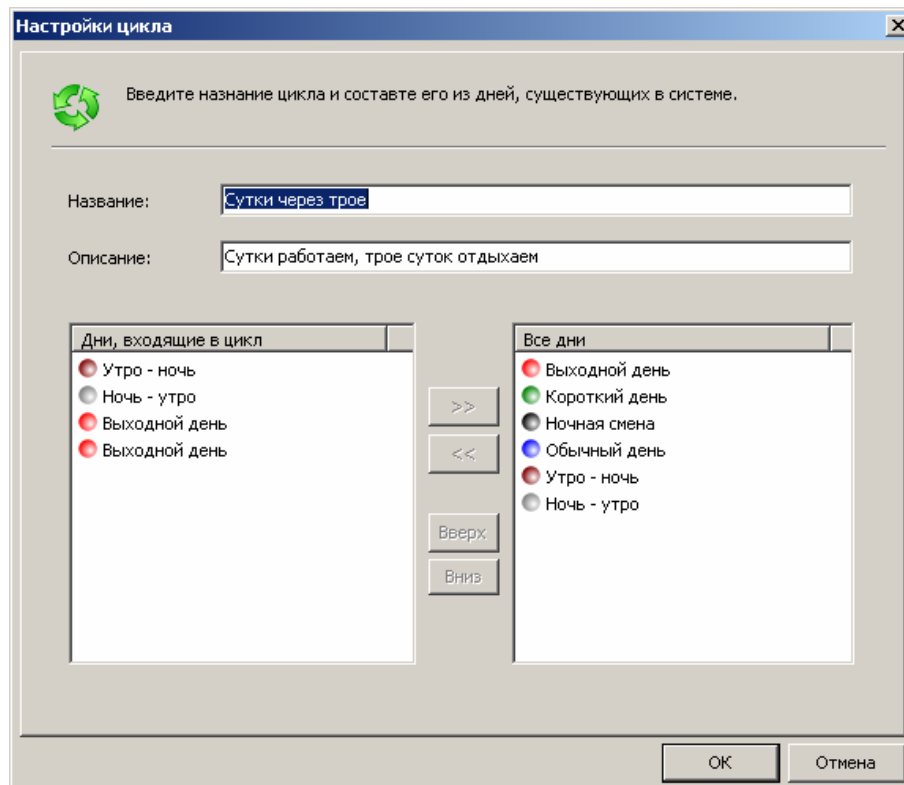 Настройки цикла
Введите назнание цикла и составте его из дней, существующих в системе.
Название:
Сутки через трое
Описание:
Сутки работаем, трое суток отдыхаем
Дни, входящие в цикл
Утро - ночь
Ночь - утро
Выходной день
Выходной день
>>
<<
Вверх
Вниз
Все дни
Выходной день
Короткий день
Ночная смена
Обычный день
Утро - ночь
Ночь - утро
ОК
Отмена